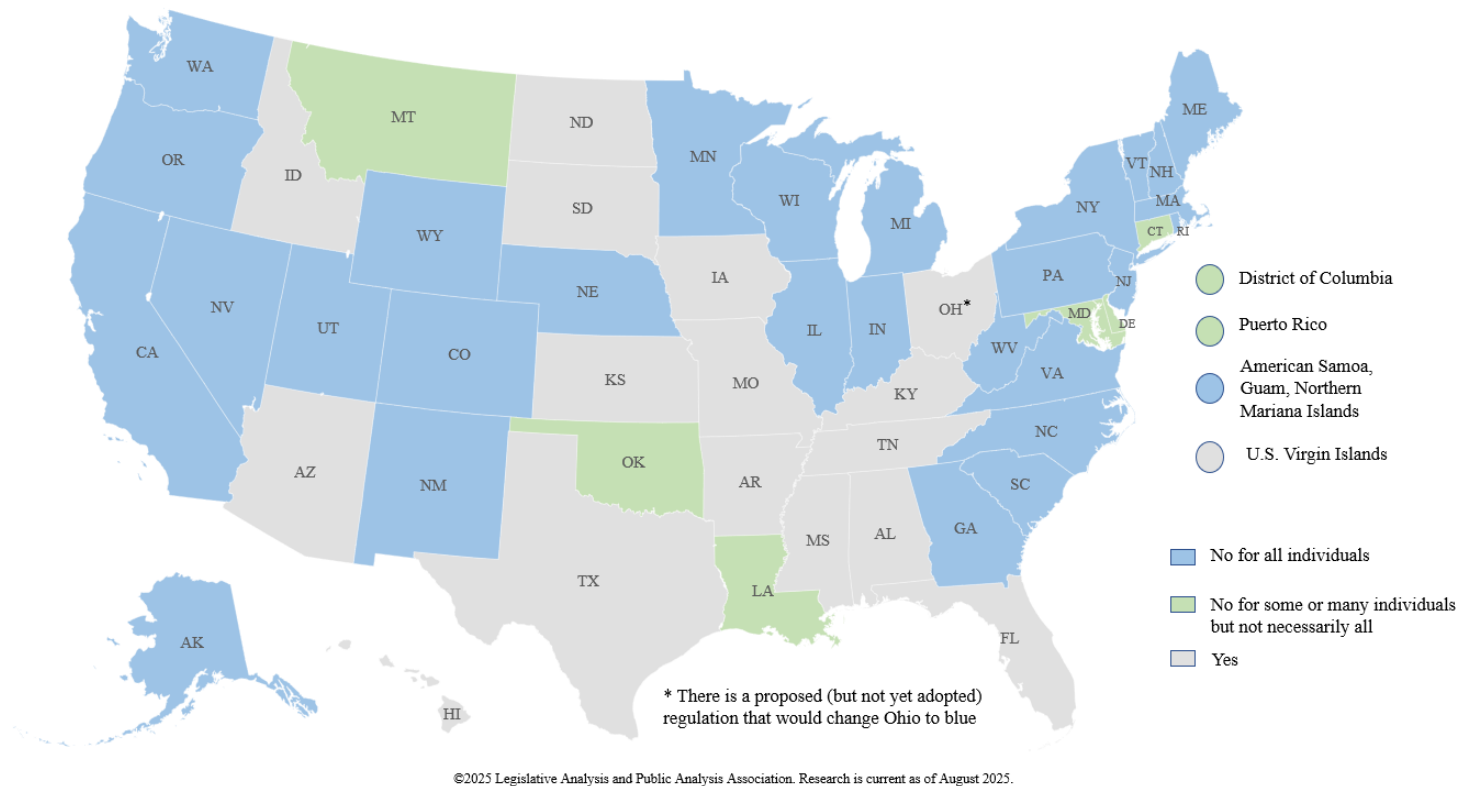 WA
MT
ND
MN
ME
OR
ID
SD
WI
MI
VT
NH
NY
MA
CT
RI
WY
IA
NE
PA
NJ
NV
UT
CO
IL
IN
OH*
MD
DE
CA
KS
MO
WV
VA
KY
AZ
NM
OK
AR
TN
NC
SC
TX
LA
MS
AL
GA
FL
AK
HI
District of Columbia
Puerto Rico
American Samoa,
Guam, Northern
Mariana Islands
U.S. Virgin Islands
No for all individuals
No for some or many individuals
but not necessarily all
Yes
* There is a proposed (but not yet adopted)
regulation that would change Ohio to blue
©2025 Legislative Analysis and Public Analysis Association. Research is current as of August 2025.